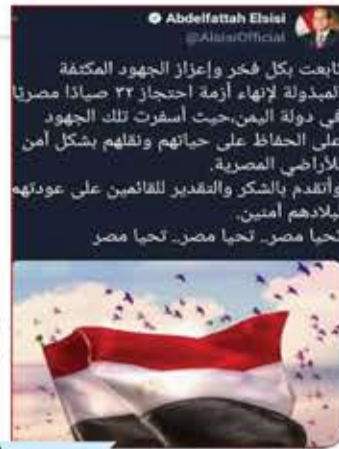 Abdelfattah Elsisi
@AlsisiOfficial
تابعت بكل فخر وإعزاز الجهود المكثفة
المبذولة لإنهاء أزمة احتجاز ٣٢ صيادًا مصريًا
في دولة اليمن،حيث أسفرت تلك الجهود
على الحفاظ على حياتهم ونقلهم بشكل آمن
للأراضي المصرية.
وأتقدم بالشكر والتقدير للقائمين على عودتهم
لبلادهم آمنين.
تحيا مصر.. تحيا مصر.. تحيا مصر